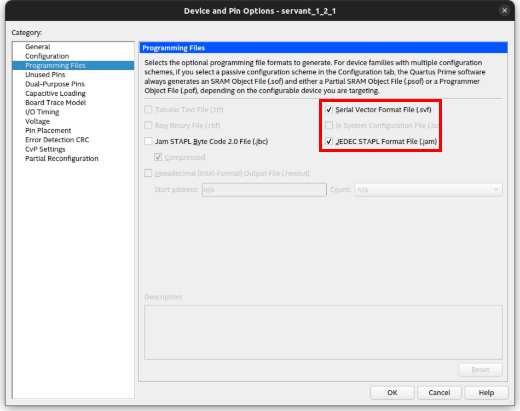 Device and Pin Options - servant_1_2_1
Category:
General
Configuration
Programming Files
Unused Pins
Dual-Purpose Pins
Capacitive Loading
Board Trace Model
I/O Timing
Voltage
Pin Placement
Error Detection CRC
CvP Settings
Partial Reconfiguration
Programming Files
Selects the optional programming file formats to generate. For device families with multiple configuration
schemes, if you select a passive configuration scheme in the Configuration tab, the Quartus Prime software
always generates an SRAM Object File (.sof) and either a Partial SRAM Object File (.psof) or a Programmer
Object File (.pof), depending on the configurable device you are targeting.
Tabular Text File (.ttf)
Serial Vector Format File (.svf)
Raw Binary File (.rbf)
In System Configuration File (.isc
Jam STAPL Byte Code 2.0 File (.jbc)
JEDEC STAPL Format File (.jam)
Compressed
Hexadecimal (Intel-Format) Output File (.hexout)
Start address: n/a
Count: n/a
Description:
Reset
OK
Cancel
Help